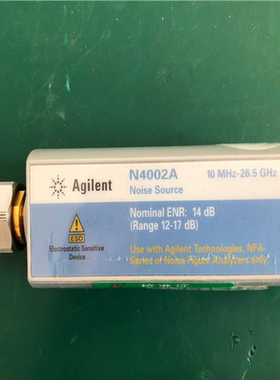 Agilent
N4002A
10 MHz-26.5 GHz
Noise Source
Nominal ENR: 14 dB
(Range 12-17 dB)
ESD
Electrostatic Sensitive
Device
Use with Agilent Technologies, NFA
Series of Noise Figure Analyzers only